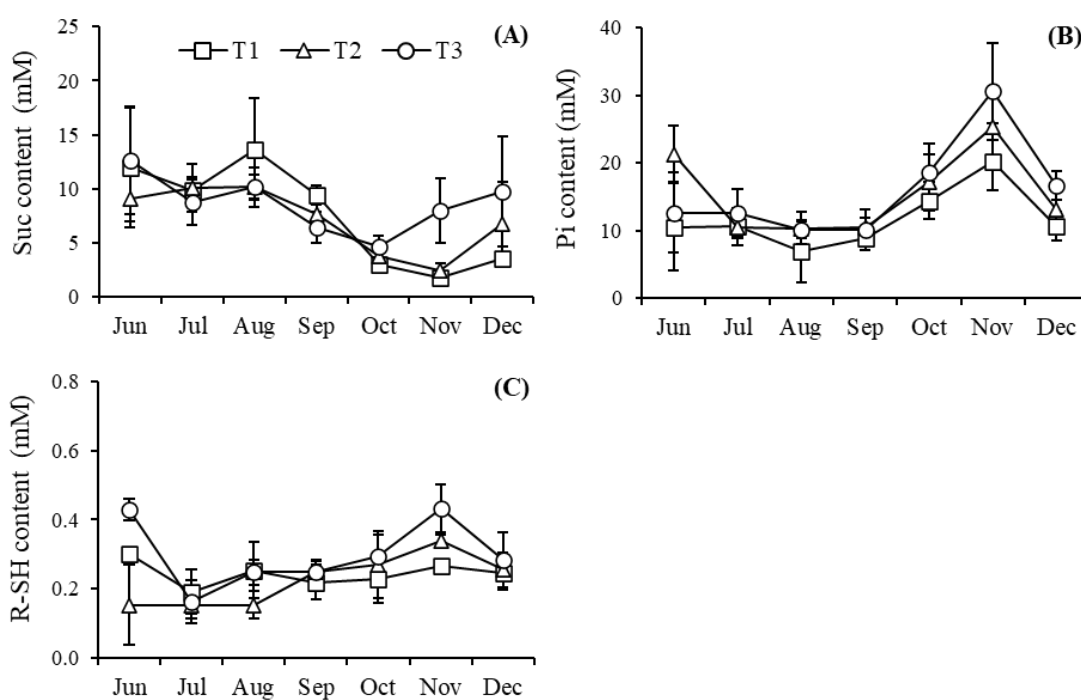 (A)
Suc content (mM)
25
20
15
10
5
0
T1 T2 T3
Jun Jul Aug Sep Oct Nov Dec
(B)
Pi content (mM)
40
30
20
10
0
Jun Jul Aug Sep Oct Nov Dec
(C)
R-SH content (mM)
0.8
0.6
0.4
0.2
0.0
Jun Jul Aug Sep Oct Nov Dec